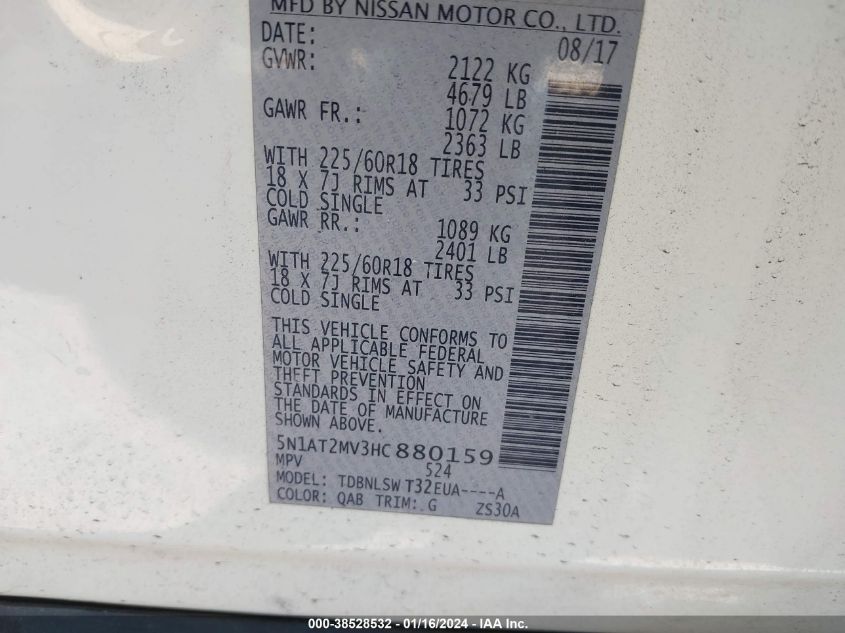 MFD BY NISSAN MOTOR CO., LTD.
DATE: 08/17
GVWR: 2122 KG
4679 LB
GAWR FR.: 1072 KG
2363 LB
WITH 225/60R18 TIRES
18 X 7J RIMS AT 33 PSI
COLD SINGLE
GAWR RR.: 1089 KG
2401 LB
WITH 225/60R18 TIRES
18 X 7J RIMS AT 33 PSI
COLD SINGLE
THIS VEHICLE CONFORMS TO
ALL APPLICABLE FEDERAL
MOTOR VEHICLE SAFETY AND
THEFT PREVENTION
STANDARDS IN EFFECT ON
THE DATE OF MANUFACTURE
SHOWN ABOVE.
5N1AT2MV3HC880159
MPV 524
MODEL: TDBNLSW T32EUA----A
COLOR: QAB TRIM: G ZS30A
000-38528532 - 01/16/2024 - IAA Inc.